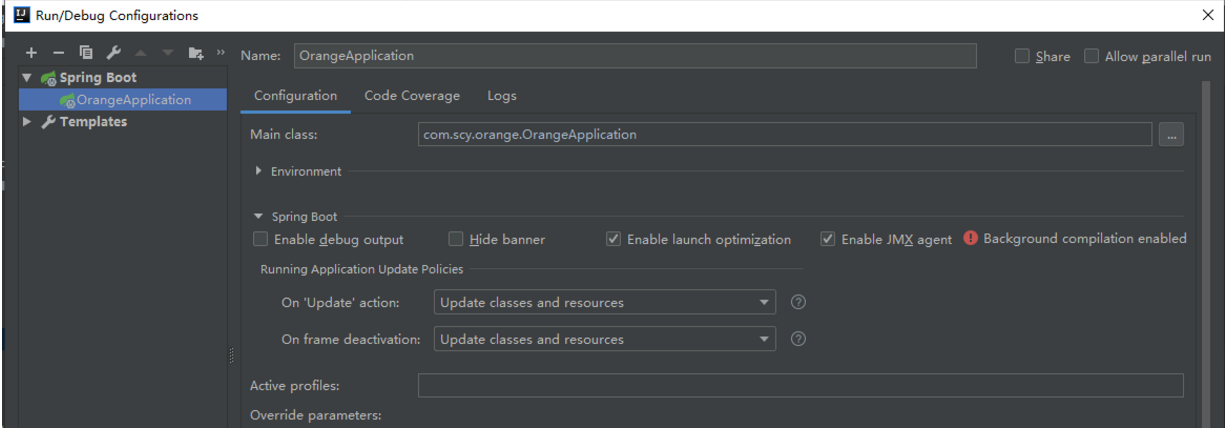 Run/Debug Configurations
Name: OrangeApplication Share Allow parallel run
Spring Boot
OrangeApplication
Templates
Configuration Code Coverage Logs
Main class: com.scy.orange.OrangeApplication ...
Environment
Spring Boot
Enable debug output Hide banner Enable launch optimization Enable JMX agent Background compilation enabled
Running Application Update Policies
On 'Update' action: Update classes and resources
On frame deactivation: Update classes and resources
Active profiles:
Override parameters: